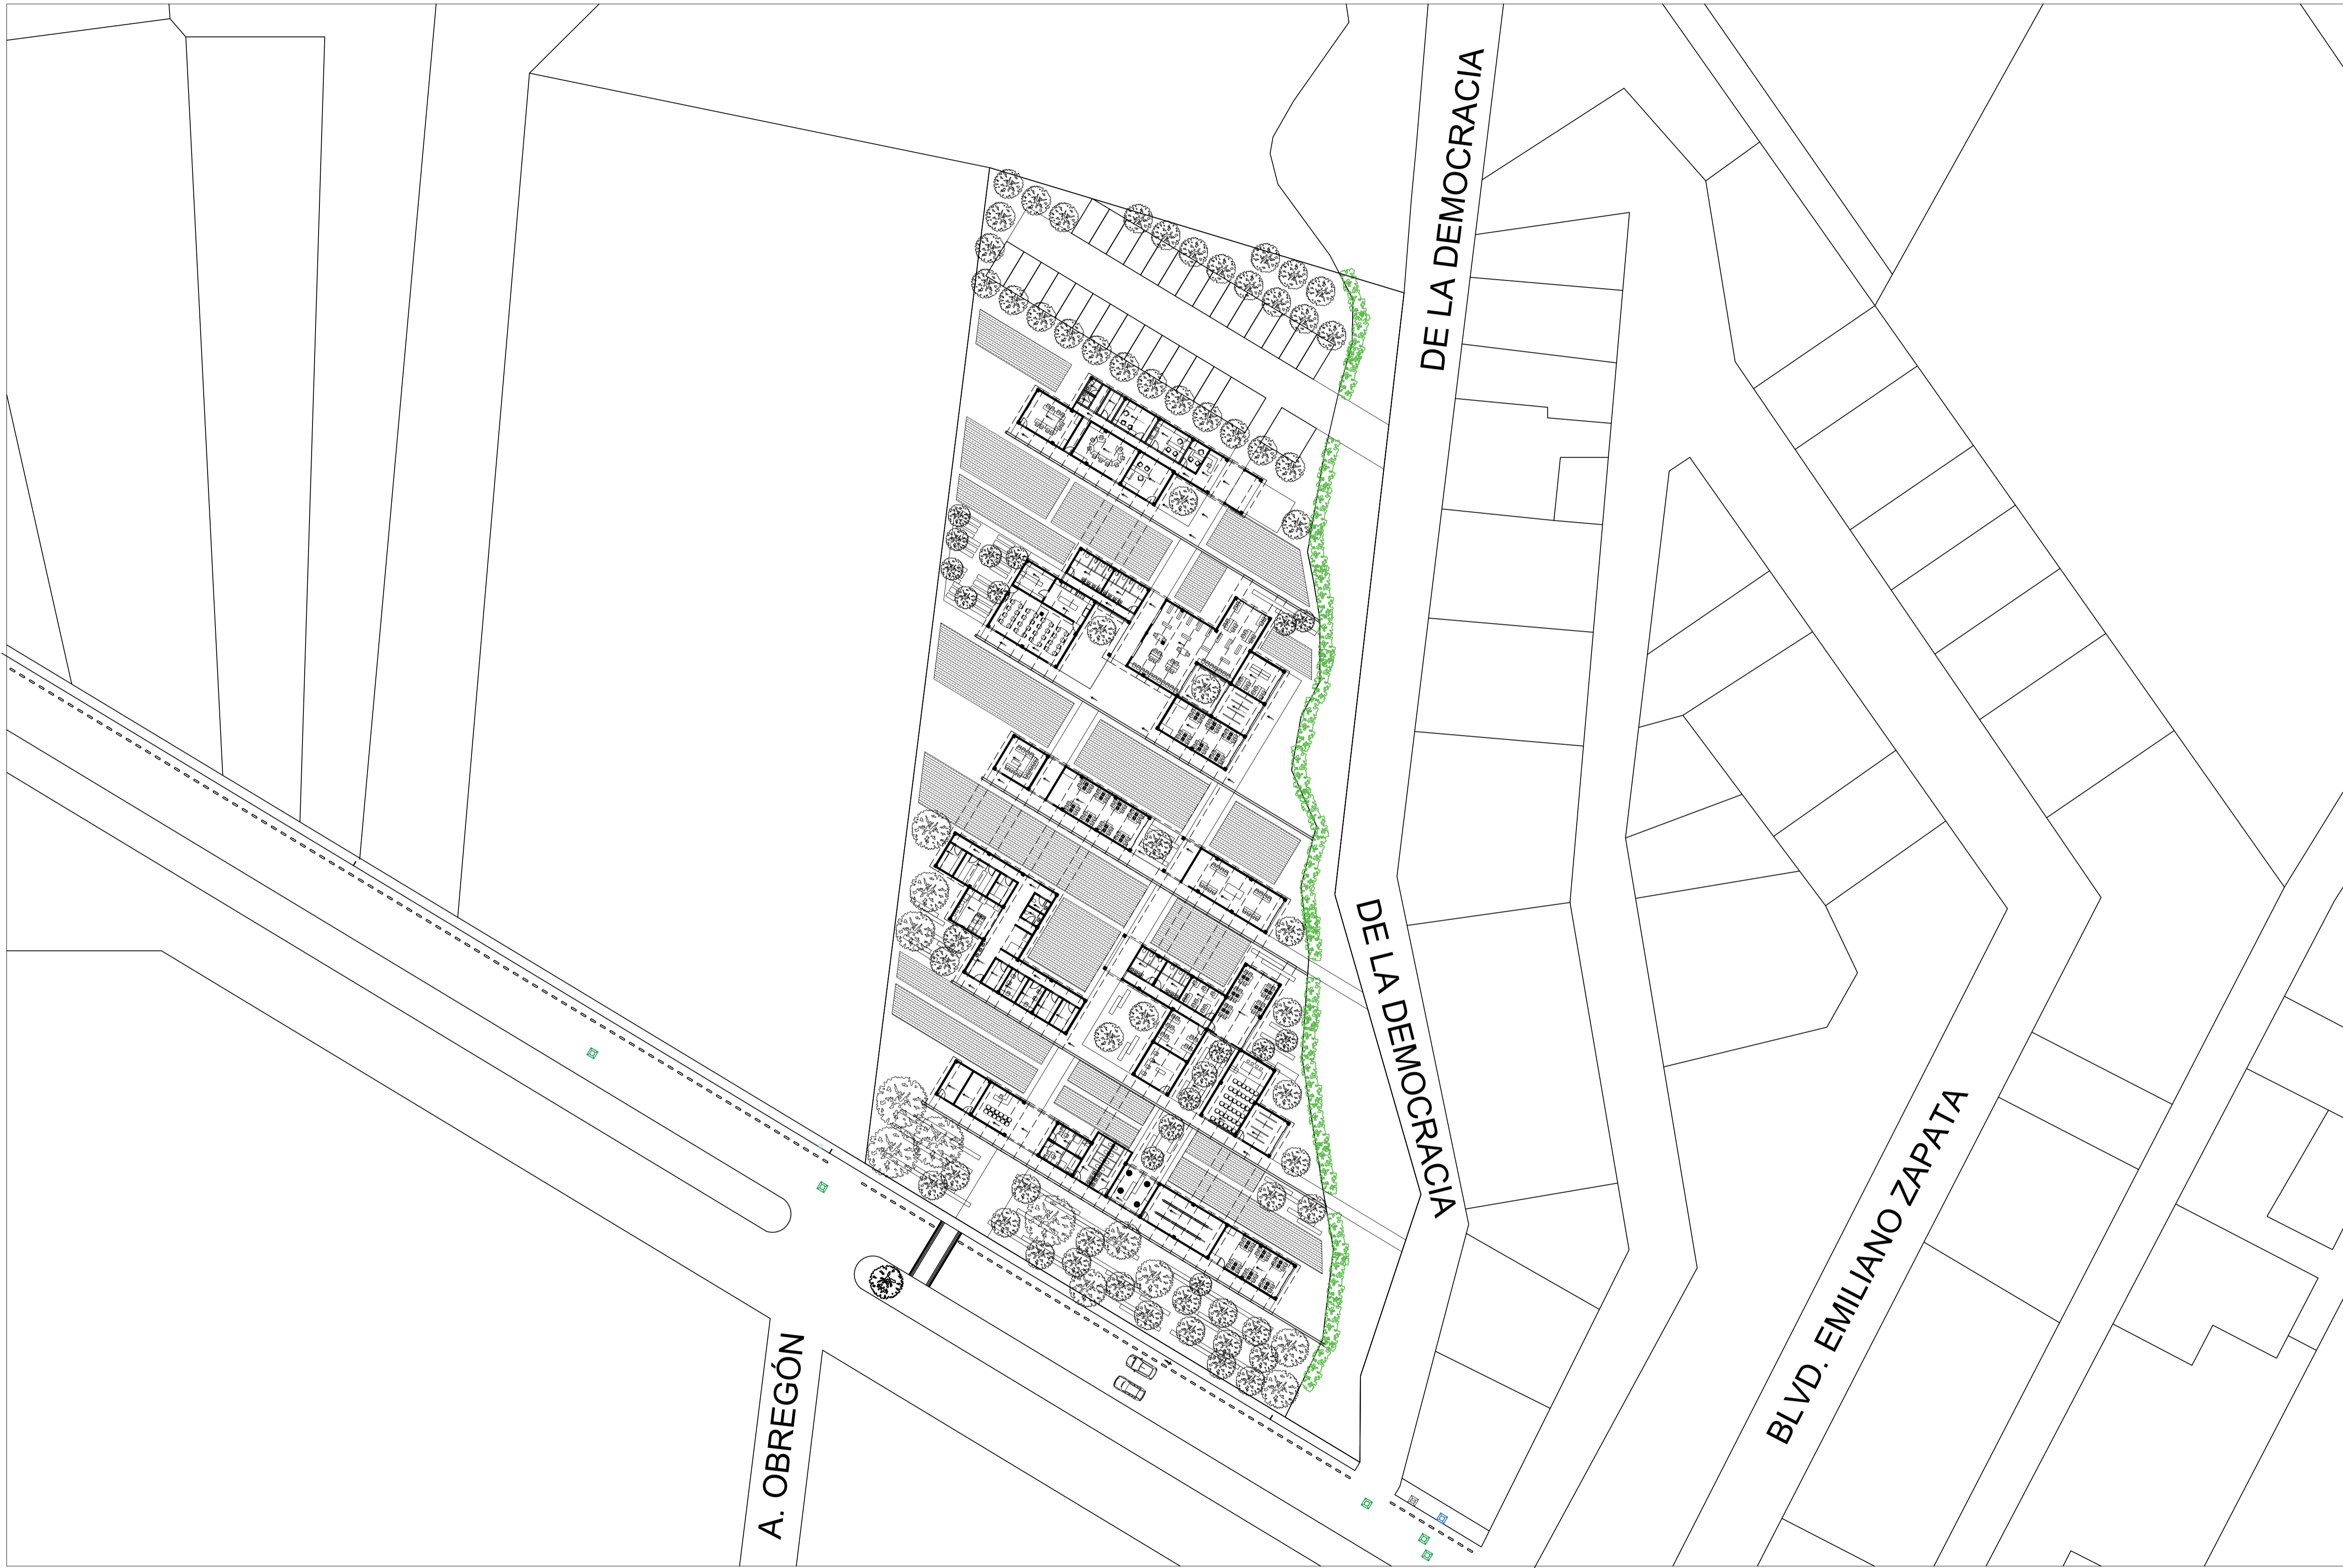 DE LA DEMOCRACIA
DE LA DEMOCRACIA
BLVD. EMILIANO ZAPATA
A. OBREGÓN